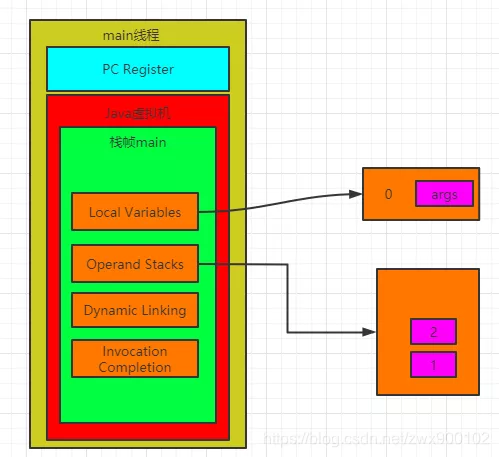 main线程
PC Register
Java虚拟机
栈帧main
Local Variables
0
args
Operand Stacks
Dynamic Linking
2
Invocation
Completion
1
https://blog.csdn.net/zwx900102